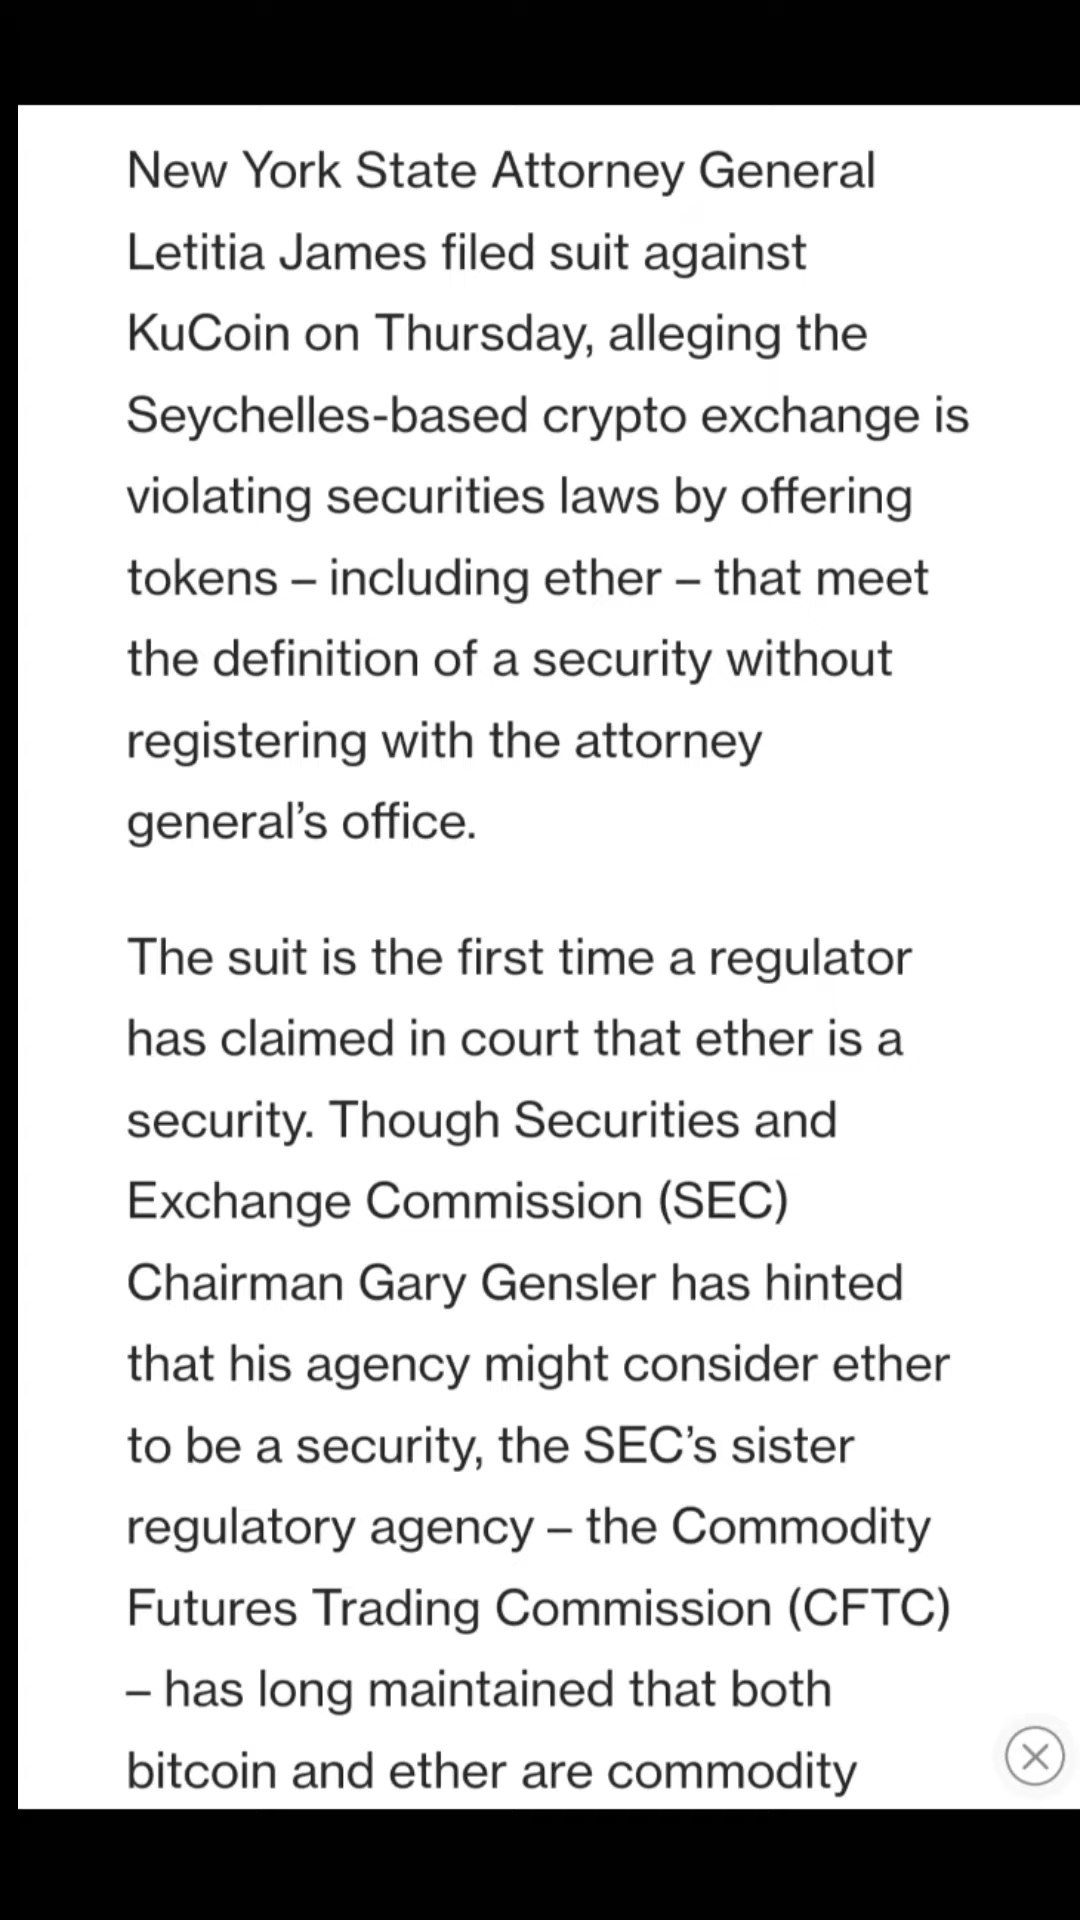 New York State Attorney General
Letitia James filed suit against
KuCoin on Thursday, alleging the
Seychelles-based crypto exchange is
violating securities laws by offering
tokens – including ether – that meet
the definition of a security without
registering with the attorney
general’s office.
The suit is the first time a regulator
has claimed in court that ether is a
security. Though Securities and
Exchange Commission (SEC)
Chairman Gary Gensler has hinted
that his agency might consider ether
to be a security, the SEC’s sister
regulatory agency – the Commodity
Futures Trading Commission (CFTC)
– has long maintained that both
bitcoin and ether are commodity